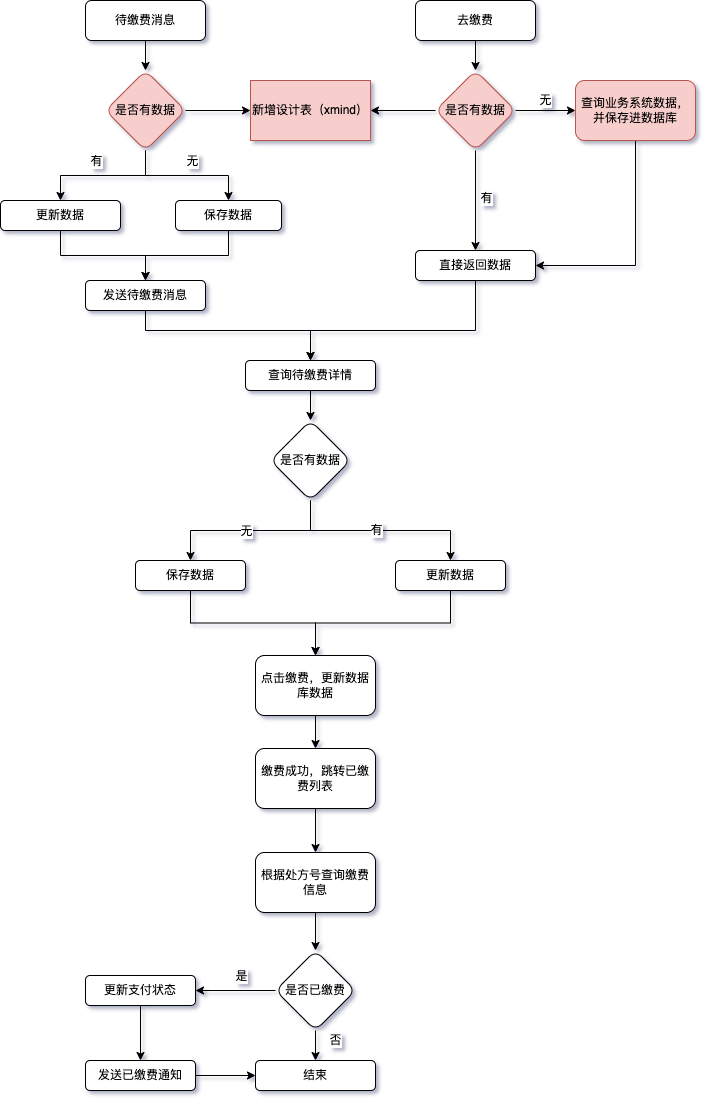 待缴费消息
去缴费
是否有数据
新增设计表（xmind）
是否有数据
无
查询业务系统数据，
并保存进数据库
有
无
更新数据
保存数据
有
直接返回数据
发送待缴费消息
查询待缴费详情
是否有数据
无
有
保存数据
更新数据
点击缴费，更新数据
库数据
缴费成功，跳转已缴
费列表
根据处方号查询缴费
信息
是
更新支付状态
是否已缴费
否
发送已缴费通知
结束